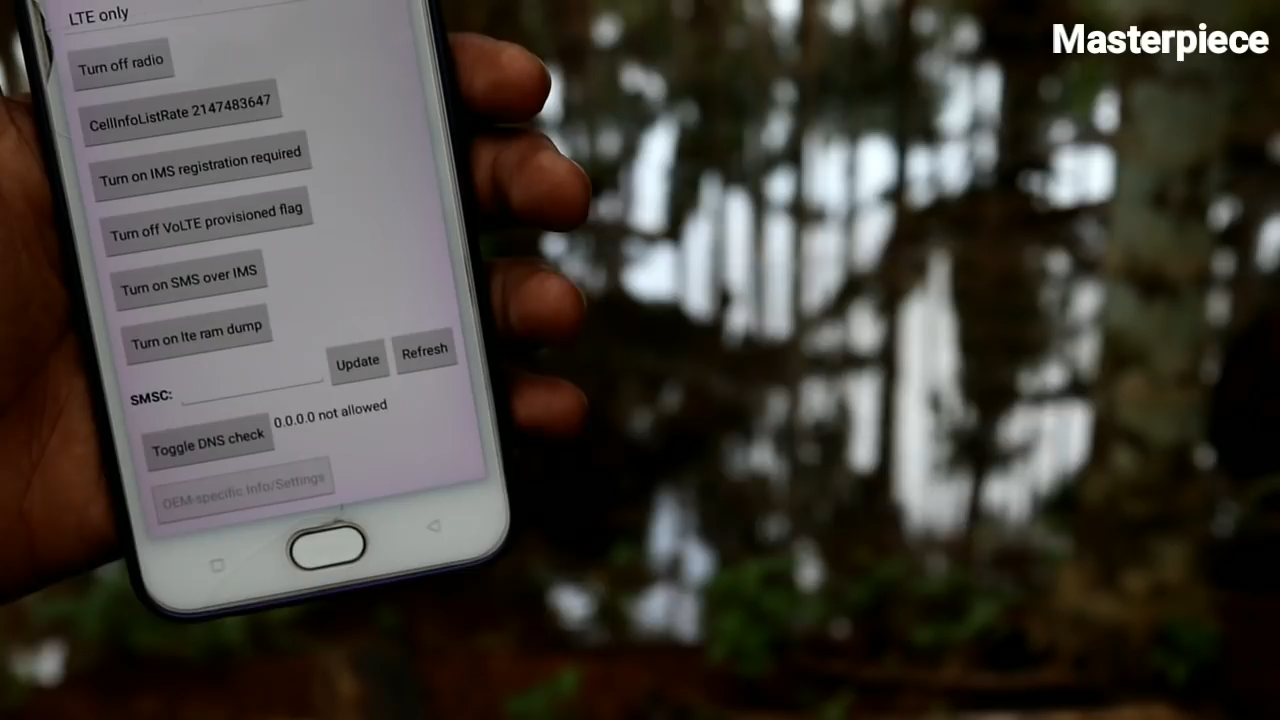 LTE only
Masterpiece
Turn off radio
CellInfoListRate 2147483647
Turn on IMS registration required
Turn off VoLTE provisioned flag
Turn on SMS over IMS
Turn on lte ram dump
Update
Refresh
SMSC:
Toggle DNS check
0.0.0.0 not allowed
OEM-specific Info/Settings